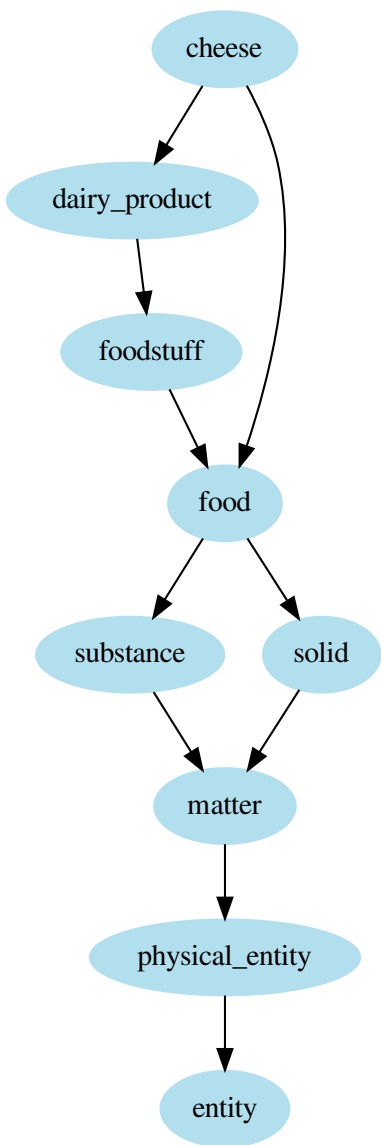 cheese
dairy_product
foodstuff
food
substance
solid
matter
physical_entity
entity